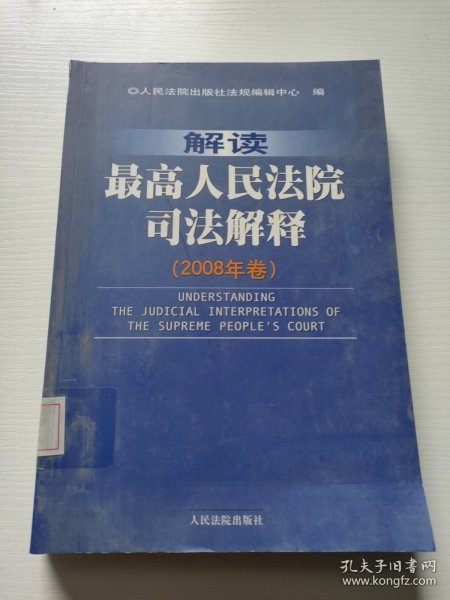 ◎人民法院出版社法规编辑中心 编
解读
最高人民法院
司法解释
(2008年卷)
UNDERSTANDING
THE JUDICIAL INTERPRETATIONS OF
THE SUPREME PEOPLE'S COURT
人民法院出版社
孔夫子旧书网
www.kongfz.com